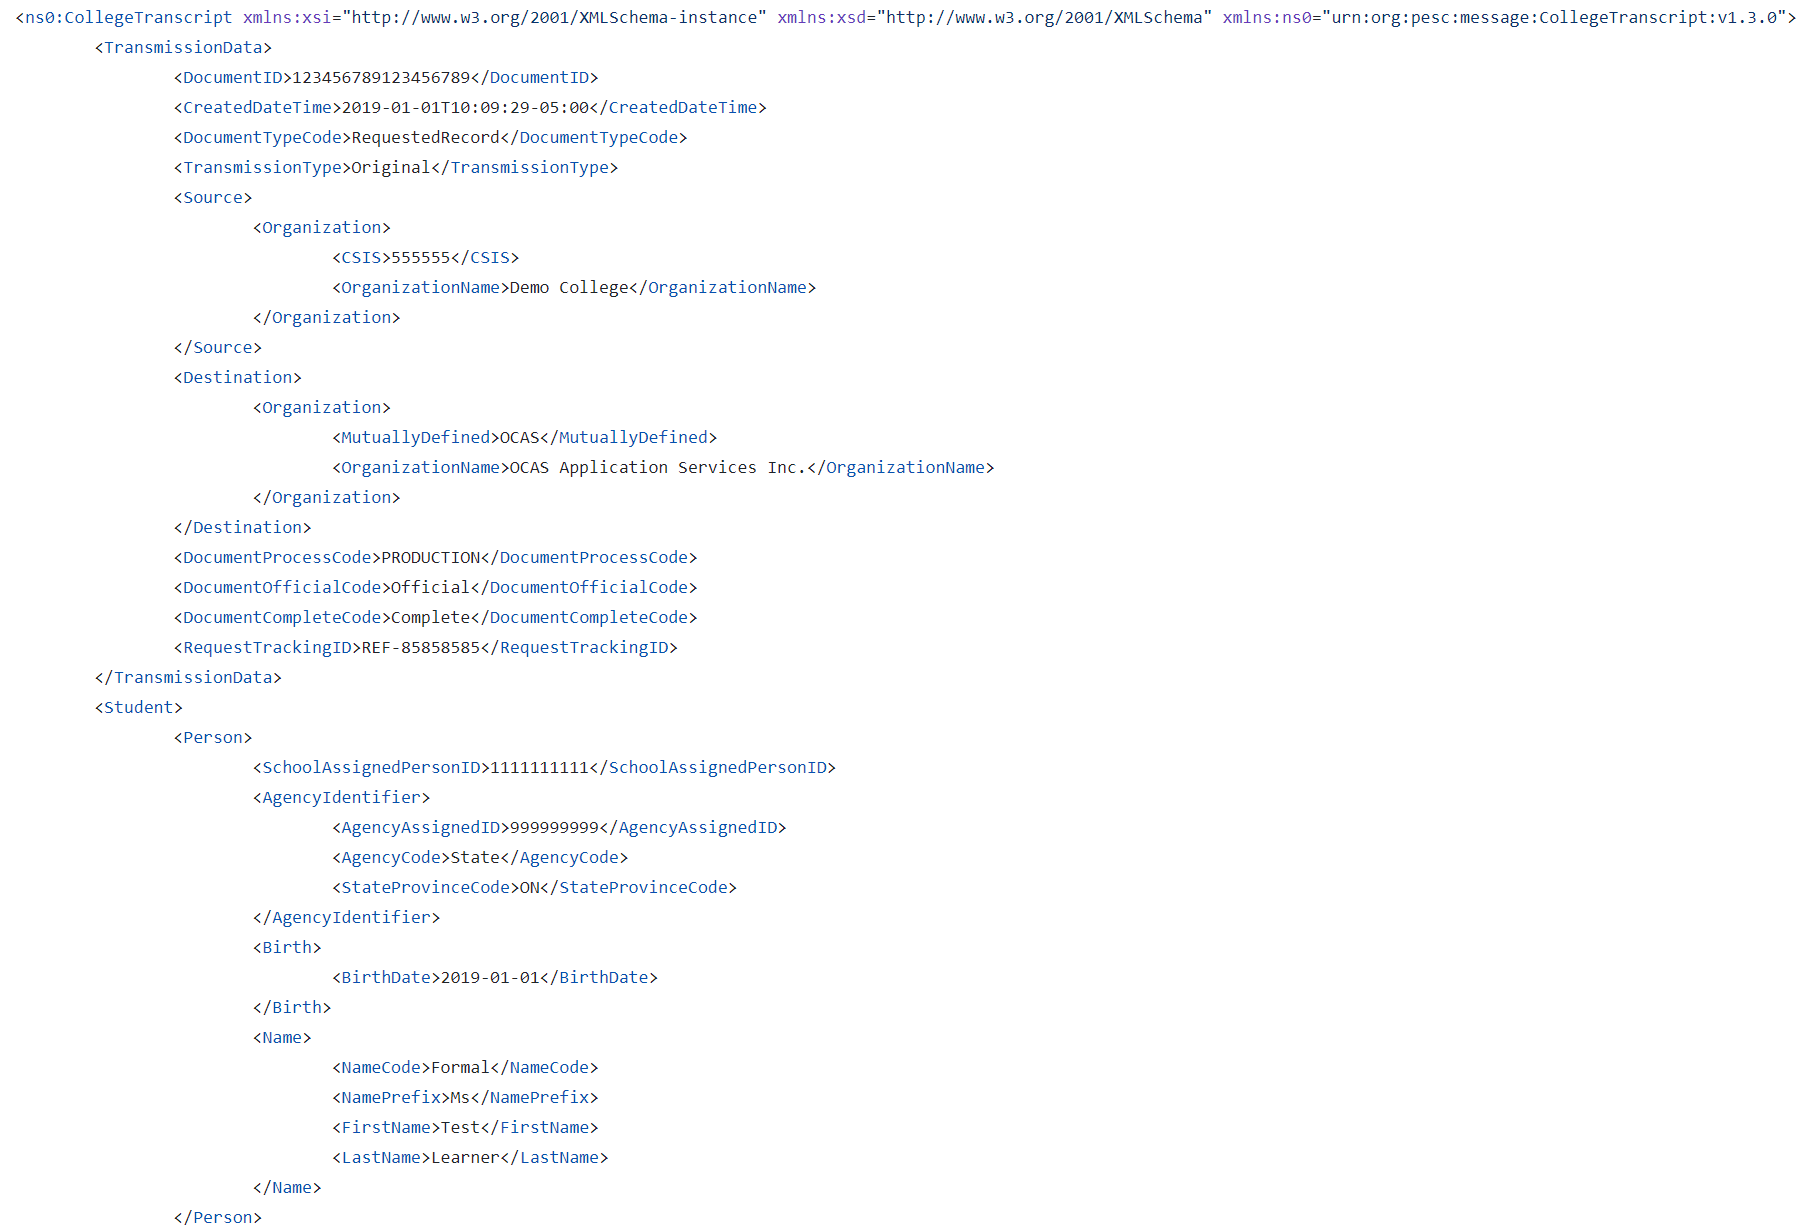 <ns0:CollegeTranscript xmlns:xsi="http://www.w3.org/2001/XMLSchema-instance" xmlns:xsd="http://www.w3.org/2001/XMLSchema" xmlns:ns0="urn:org:pesc:message:CollegeTranscript:v1.3.0">
<TransmissionData>
<DocumentID>123456789123456789</DocumentID>
<CreatedDateTime>2019-01-01T10:09:29-05:00</CreatedDateTime>
<DocumentTypeCode>RequestedRecord</DocumentTypeCode>
<TransmissionType>Original</TransmissionType>
<Source>
<Organization>
<CSIS>555555</CSIS>
<OrganizationName>Demo College</OrganizationName>
</Organization>
</Source>
<Destination>
<Organization>
<MutuallyDefined>OCAS</MutuallyDefined>
<OrganizationName>OCAS Application Services Inc.</OrganizationName>
</Organization>
</Destination>
<DocumentProcessCode>PRODUCTION</DocumentProcessCode>
<DocumentOfficialCode>Official</DocumentOfficialCode>
<DocumentCompleteCode>Complete</DocumentCompleteCode>
<RequestTrackingID>REF-85858585</RequestTrackingID>
</TransmissionData>
<Student>
<Person>
<SchoolAssignedPersonID>1111111111</SchoolAssignedPersonID>
<AgencyIdentifier>
<AgencyAssignedID>999999999</AgencyAssignedID>
<AgencyCode>State</AgencyCode>
<StateProvinceCode>ON</StateProvinceCode>
</AgencyIdentifier>
<Birth>
<BirthDate>2019-01-01</BirthDate>
</Birth>
<Name>
<NameCode>Formal</NameCode>
<NamePrefix>Ms</NamePrefix>
<FirstName>Test</FirstName>
<LastName>Learner</LastName>
</Name>
</Person>